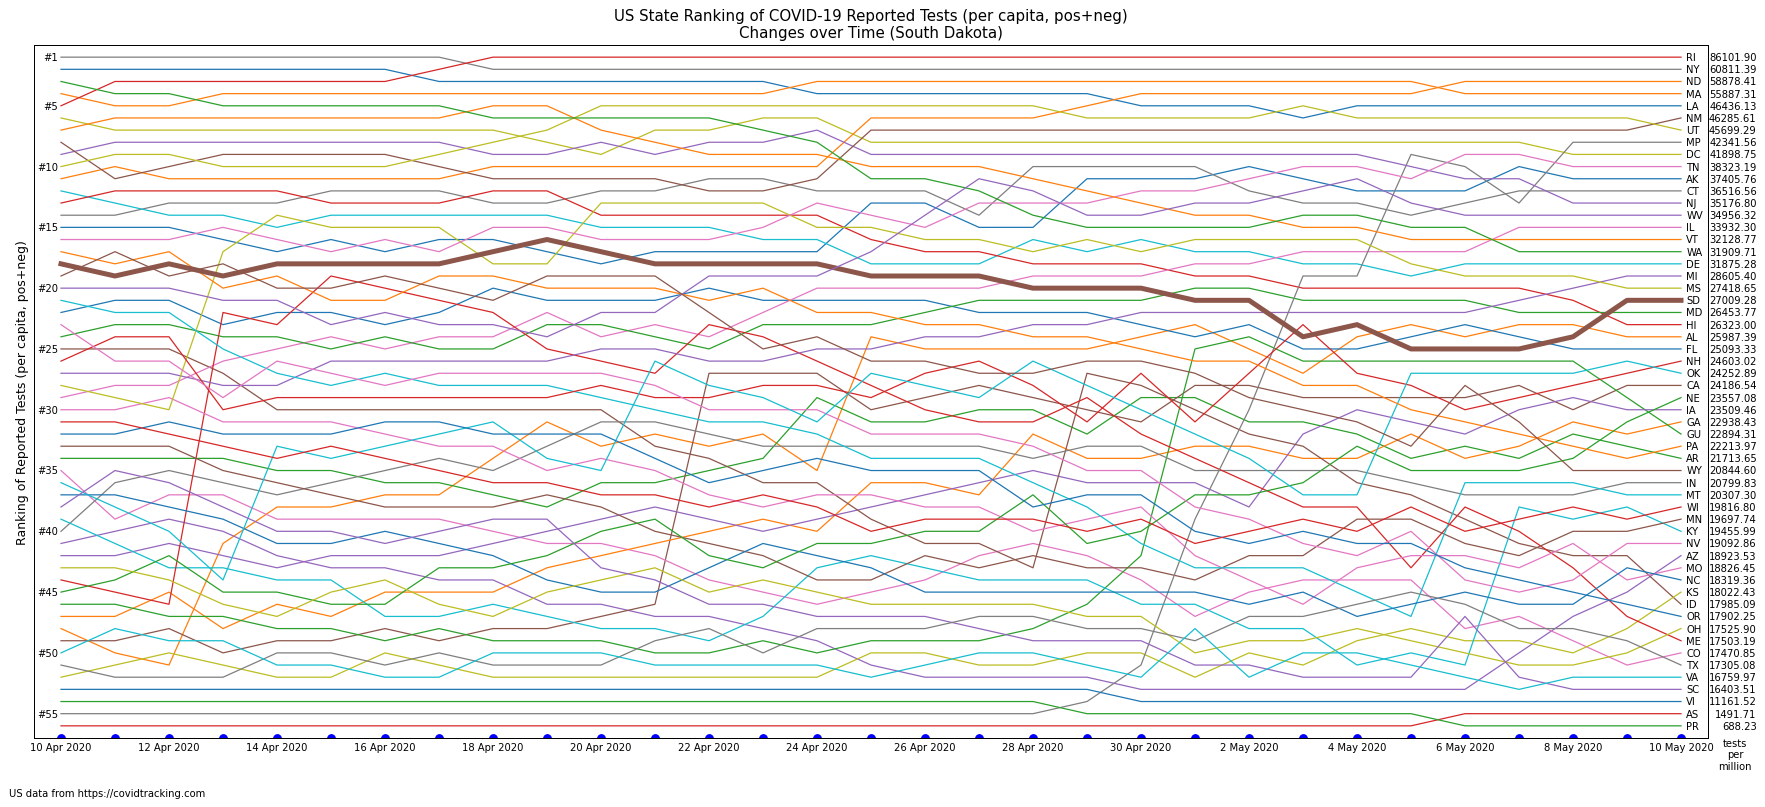 US State Ranking of COVID-19 Reported Tests (per capita, pos+neg)
Changes over Time (South Dakota)
Ranking of Reported Tests (per capita, pos+neg)
#1
#5
#10
#15
#20
#25
#30
#35
#40
#45
#50
#55
RI 86101.90
NY 60811.39
ND 58878.41
MA 55887.31
LA 46436.13
NM 46285.61
UT 45699.29
MP 42341.56
DC 41898.75
TN 38323.19
AK 37405.76
CT 36516.56
NJ 35176.80
WV 34956.32
IL 33932.30
VT 32128.77
WA 31909.71
DE 31875.28
MI 28605.40
MS 27418.65
SD 27009.28
MD 26453.77
HI 26323.00
AL 25987.39
FL 25093.33
NH 24603.02
OK 24252.89
CA 24186.54
NE 23557.08
IA 23509.46
GA 22938.43
GU 22894.31
PA 22213.97
AR 21713.65
WY 20844.60
IN 20799.83
MT 20307.30
WI 19816.80
MN 19697.74
KY 19455.99
NV 19092.86
AZ 18923.53
MO 18826.45
NC 18319.36
KS 18022.43
ID 17985.09
OR 17902.25
OH 17525.90
ME 17503.19
CO 17470.85
TX 17305.08
VA 16759.97
SC 16403.51
VI 11161.52
AS 1491.71
PR 688.23
10 Apr 2020 12 Apr 2020 14 Apr 2020 16 Apr 2020 18 Apr 2020 20 Apr 2020 22 Apr 2020 24 Apr 2020 26 Apr 2020 28 Apr 2020 30 Apr 2020 2 May 2020 4 May 2020 6 May 2020 8 May 2020 10 May 2020
tests
per
million
US data from https://covidtracking.com